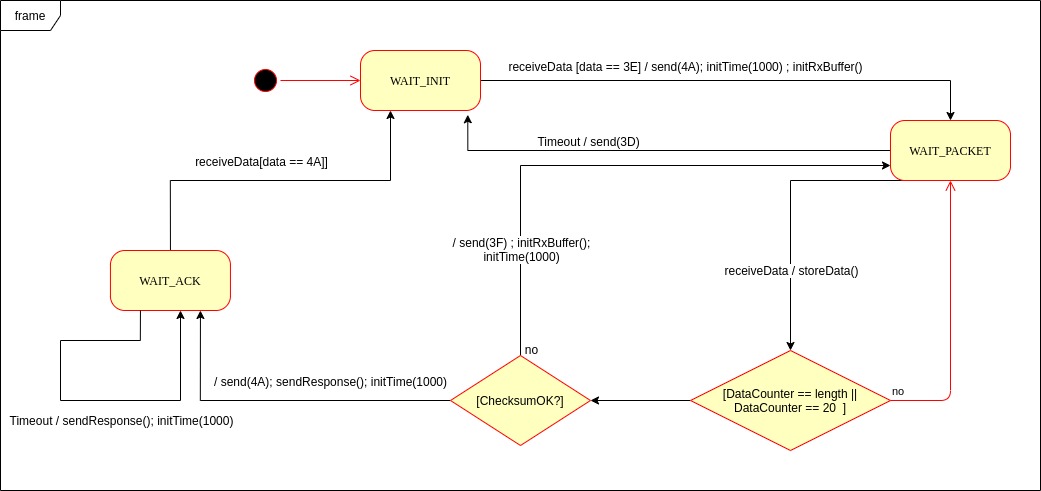 frame
WAIT_INIT
receiveData [data == 3E] / send(4A); initTime(1000) ; initRxBuffer()
Timeout / send(3D)
WAIT_PACKET
receiveData[data == 4A]]
/ send(3F) ; initRxBuffer();
initTime(1000)
receiveData / storeData()
WAIT_ACK
no
/ send(4A); sendResponse(); initTime(1000)
[ChecksumOK?]
[DataCounter == length ||
DataCounter == 20 ]
no
Timeout / sendResponse(); initTime(1000)